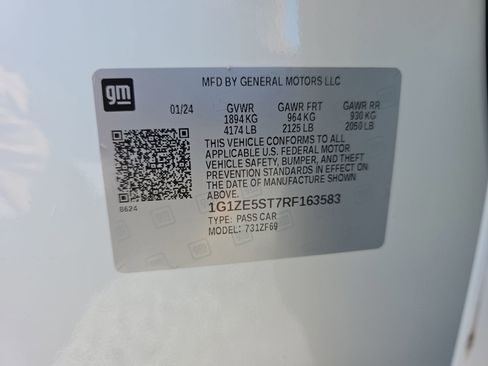 gm
MFD BY GENERAL MOTORS LLC
01/24 GVWR GAWR FRT GAWR RR
1894 KG 964 KG 930 KG
4174 LB 2125 LB 2050 LB
THIS VEHICLE CONFORMS TO ALL
APPLICABLE U.S. FEDERAL MOTOR
VEHICLE SAFETY, BUMPER, AND THEFT
PREVENTION STANDARDS IN EFFECT ON
THE DATE OF MANUFACTURE SHOWN
ABOVE.
8624
1G1ZE5ST7RF163583
TYPE: PASS CAR
MODEL: 731ZF69